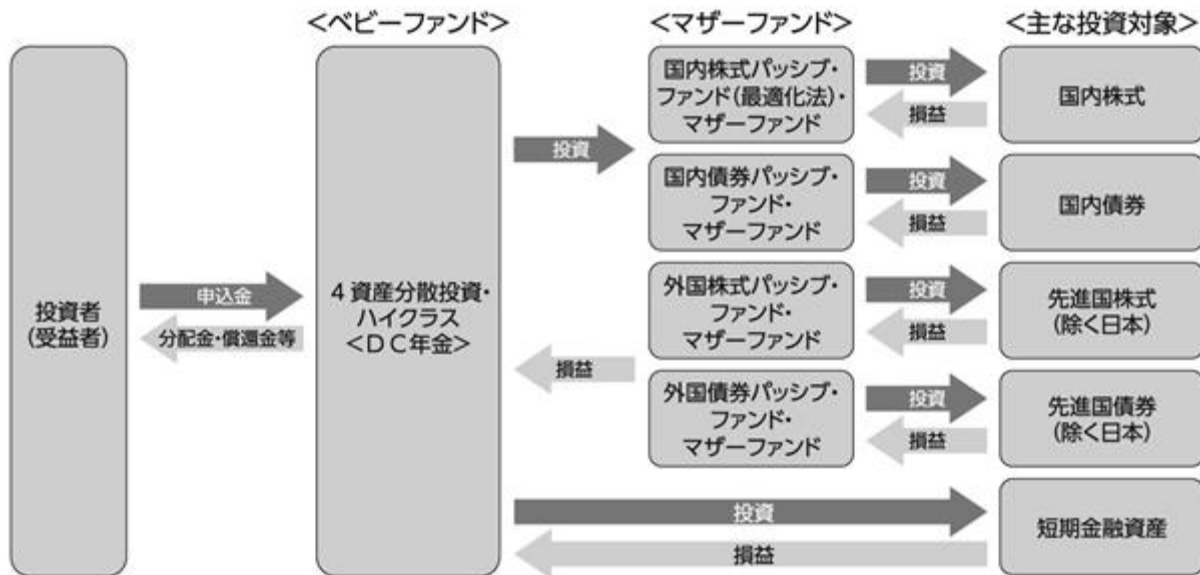 <ベビーファンド>
<マザーファンド>
<主な投資対象>
投資者
(受益者)
申込金
分配金・償還金等
4資産分散投資・
ハイクラス
<DC年金>
投資
損益
国内株式パッシブ・
ファンド(最適化法)・
マザーファンド
投資
損益
国内株式
国内債券パッシブ・
ファンド・
マザーファンド
投資
損益
国内債券
外国株式パッシブ・
ファンド・
マザーファンド
投資
損益
先進国株式
(除く日本)
外国債券パッシブ・
ファンド・
マザーファンド
投資
損益
先進国債券
(除く日本)
投資
損益
短期金融資産